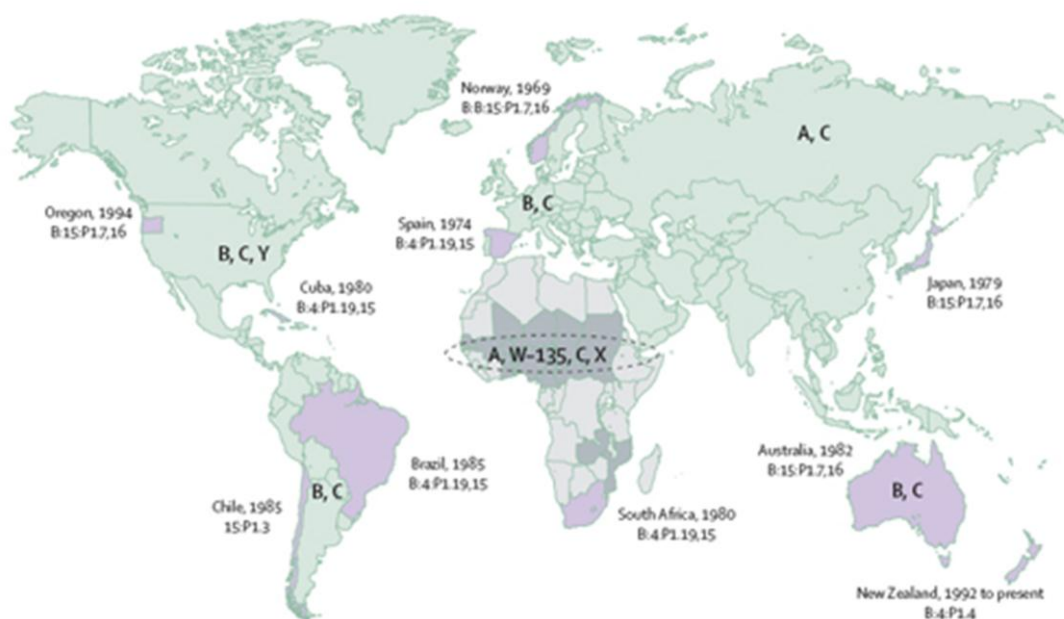 Norway, 1969
B:B:15:P1.7,16
A, C
Oregon, 1994
B:15:P1.7,16
B, C
Spain, 1974
B:4:P1.19,15
B, C, Y
Cuba, 1980
B:4:P1.19,15
Japan, 1979
B:15:P1.7,16
A, W-135, C, X
Brazil, 1985
B:4:P1.19,15
Australia, 1982
B:15:P1.7,16
B, C
B, C
Chile, 1985
15:P1.3
South Africa, 1980
B:4:P1.19,15
New Zealand, 1992 to present
B:4:P1.4